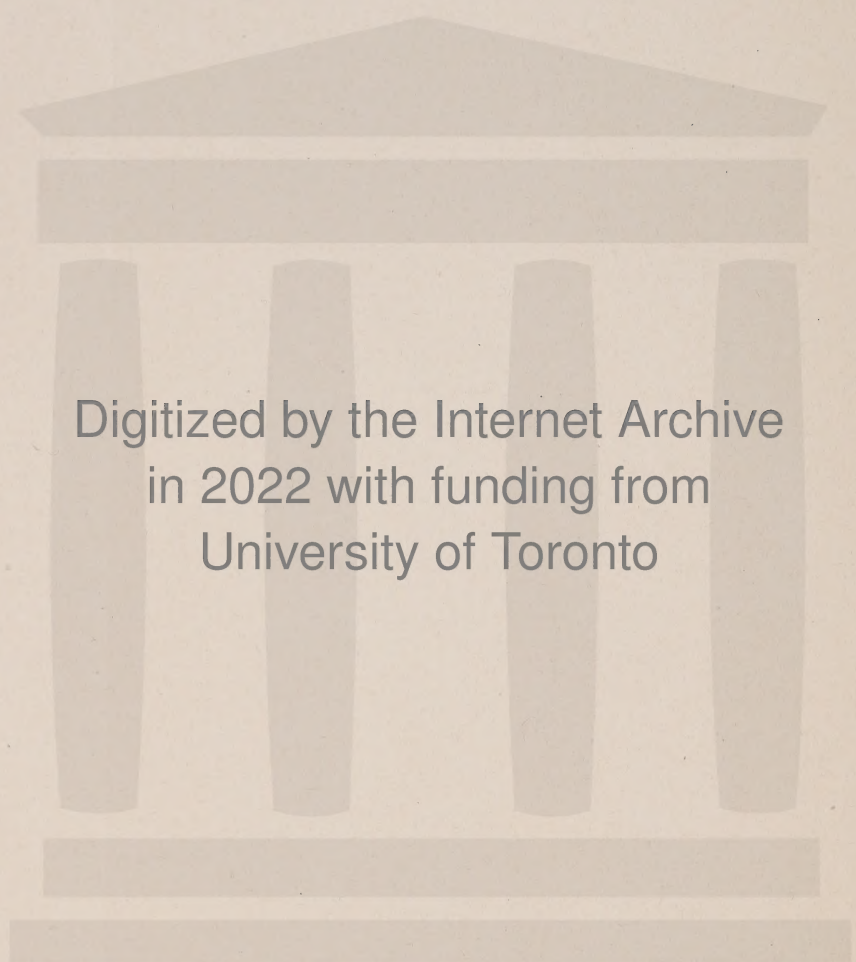 Digitized by the Internet Archive
in 2022 with funding from
University of Toronto